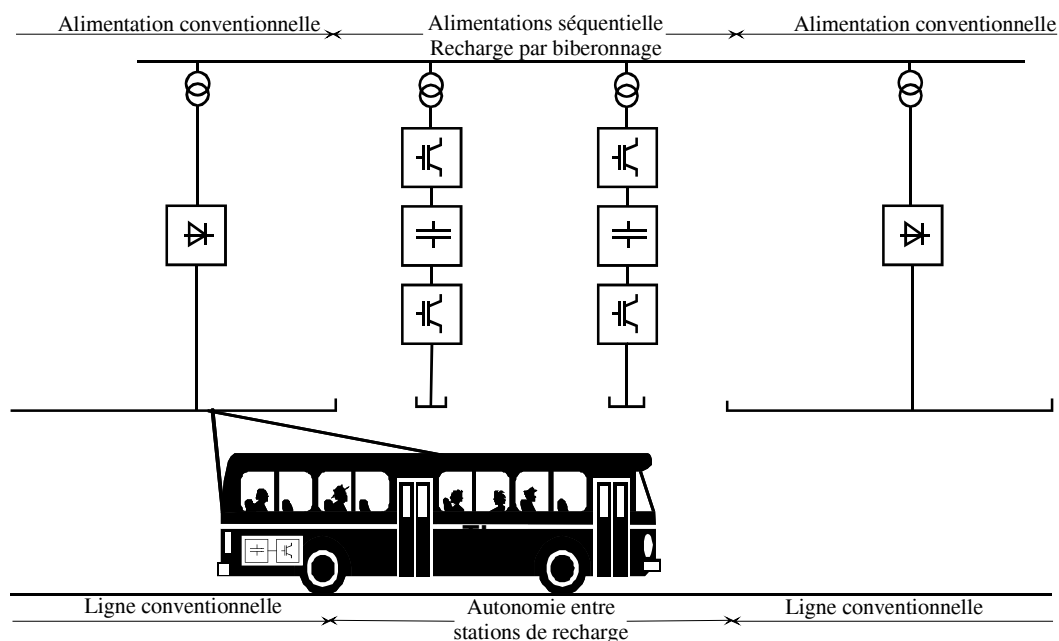 Alimentation conventionnelle
Alimentations séquentielle
Recharge par biberonnage
Alimentation conventionnelle
Ligne conventionnelle
Autonomie entre
stations de recharge
Ligne conventionnelle